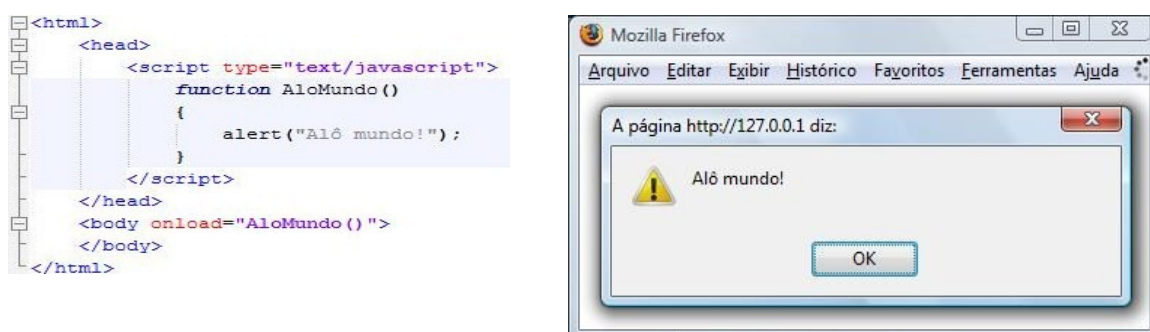 <html>
<head>
<script type="text/javascript">
function AloMundo()
{
alert("Alô mundo!");
}
</script>
</head>
<body onload="AloMundo()">
</body>
</html>
Mozilla Firefox
Arquivo Editar Exibir Histórico Favoritos Ferramentas Ajuda
A página http://127.0.0.1 diz:
Alô mundo!
OK